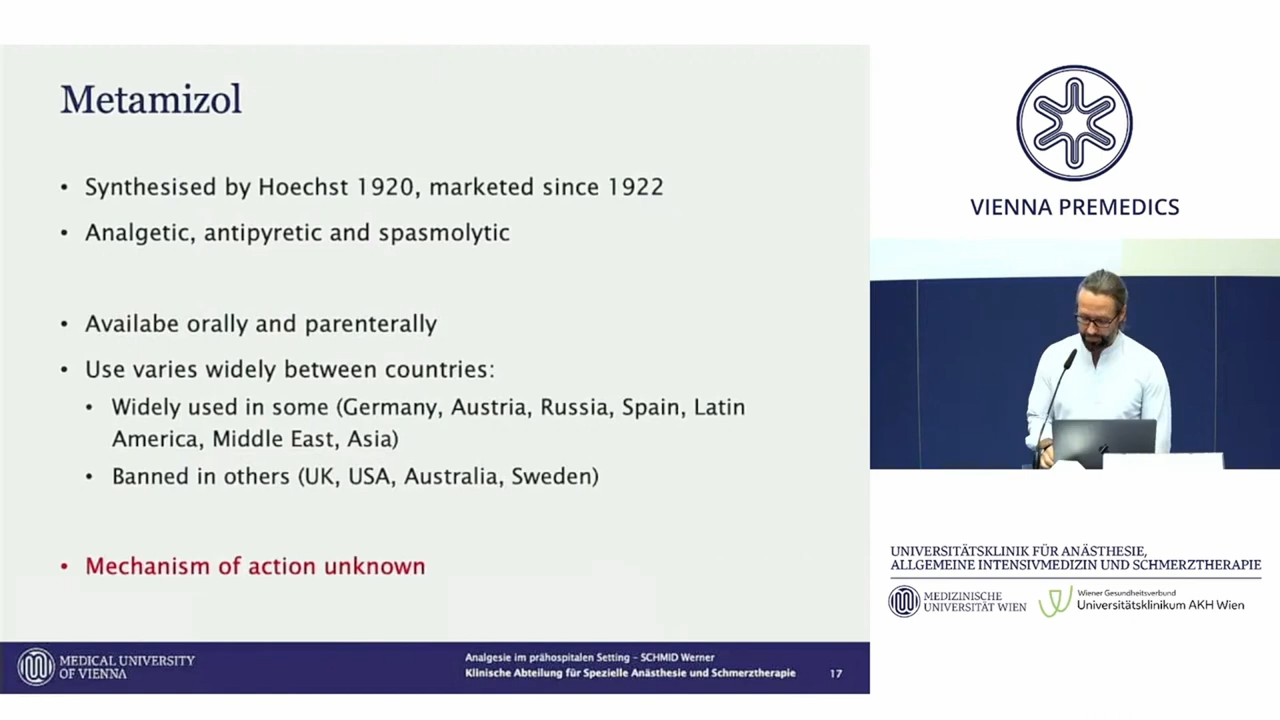 Metamizol
• Synthesised by Hoechst 1920, marketed since 1922
• Analgetic, antipyretic and spasmolytic
• Availabe orally and parenterally
• Use varies widely between countries:
• Widely used in some (Germany, Austria, Russia, Spain, Latin
America, Middle East, Asia)
• Banned in others (UK, USA, Australia, Sweden)
• Mechanism of action unknown
MEDICAL UNIVERSITY
OF VIENNA
Analgesie im prähospitalen Setting – SCHMID Werner
Klinische Abteilung für Spezielle Anästhesie und Schmerztherapie
17
VIENNA PREMEDICS
UNIVERSITÄTSKLINIK FÜR ANÄSTHESIE,
ALLGEMEINE INTENSIVMEDIZIN UND SCHMERZTHERAPIE
MEDIZINISCHE
UNIVERSITÄT WIEN
Wiener Gesundheitsverbund
Universitätsklinikum AKH Wien